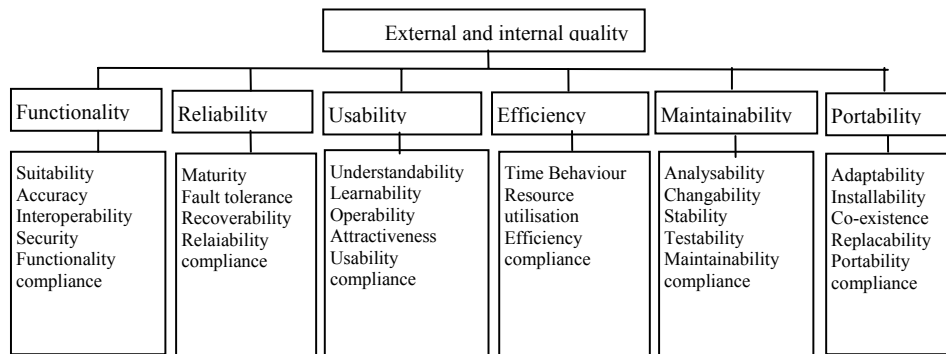 External and internal quality
Functionality
Reliability
Usability
Efficiency
Maintainability
Portability
Suitability
Accuracy
Interoperability
Security
Functionality
compliance
Maturity
Fault tolerance
Recoverability
Relaiability
compliance
Understandability
Learnability
Operability
Attractiveness
Usability
compliance
Time Behaviour
Resource
utilisation
Efficiency
compliance
Analysability
Changability
Stability
Testability
Maintainability
compliance
Adaptability
Installability
Co-existence
Replacability
Portability
compliance